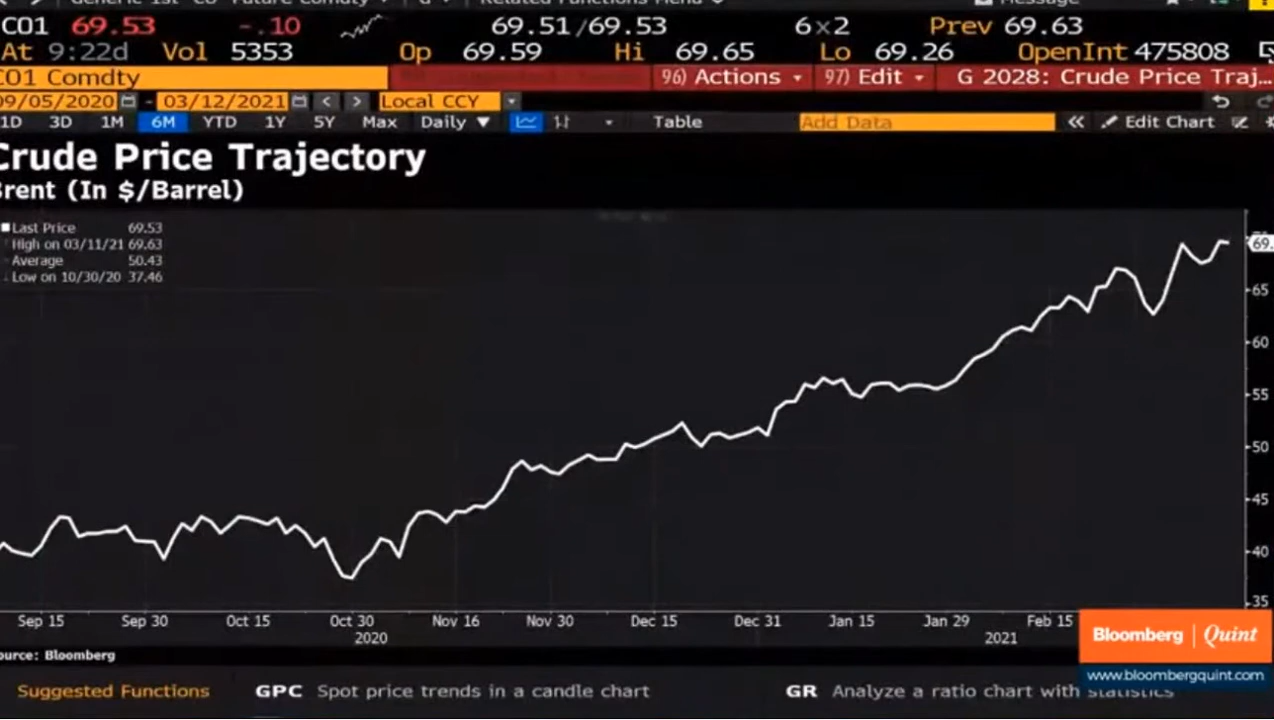 CO1 69.53 -.10 69.51/69.53 6x2 Prev 69.63
At 9:22d Vol 5353 Op 69.59 Hi 69.65 Lo 69.26 OpenInt 475808
CO1 Comdty 96) Actions 97) Edit G 2028: Crude Price Traj...
09/05/2020 - 03/12/2021 < > Local CCY
1D 3D 1M 6M YTD 1Y 5Y Max Daily Table Add Data Edit Chart
Crude Price Trajectory
Brent (In $/Barrel)
Last Price 69.53
High on 03/11/21 69.63
Average 50.43
Low on 10/30/20 37.46
69.
65
60
55
50
45
40
35
Sep 15 Sep 30 Oct 15 Oct 30 Nov 16 Nov 30 Dec 15 Dec 31 Jan 15 Jan 29 Feb 15
2020 2021
Bloomberg | Quint
ource: Bloomberg
www.bloombergquint.com
Suggested Functions GPC Spot price trends in a candle chart GR Analyze a ratio chart with statistics